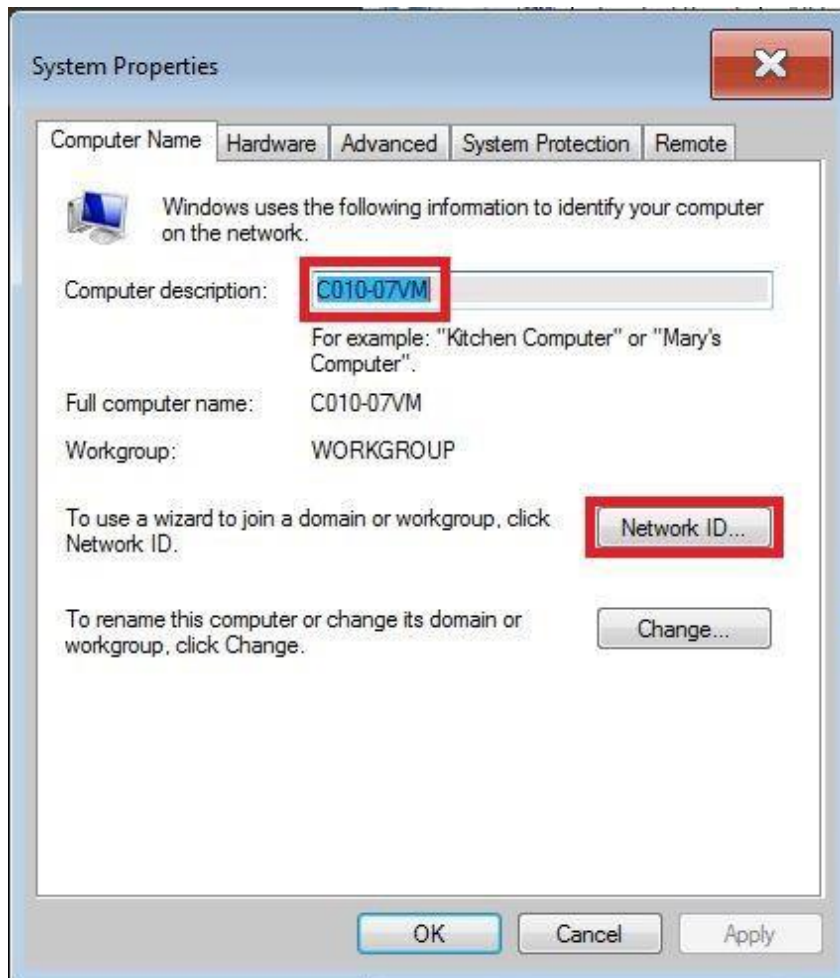 System Properties
Computer Name Hardware Advanced System Protection Remote
Windows uses the following information to identify your computer
on the network.
Computer description: C010-07VM
For example: "Kitchen Computer" or "Mary's
Computer".
Full computer name: C010-07VM
Workgroup: WORKGROUP
To use a wizard to join a domain or workgroup, click
Network ID.
Network ID...
To rename this computer or change its domain or
workgroup, click Change.
Change...
OK Cancel Apply